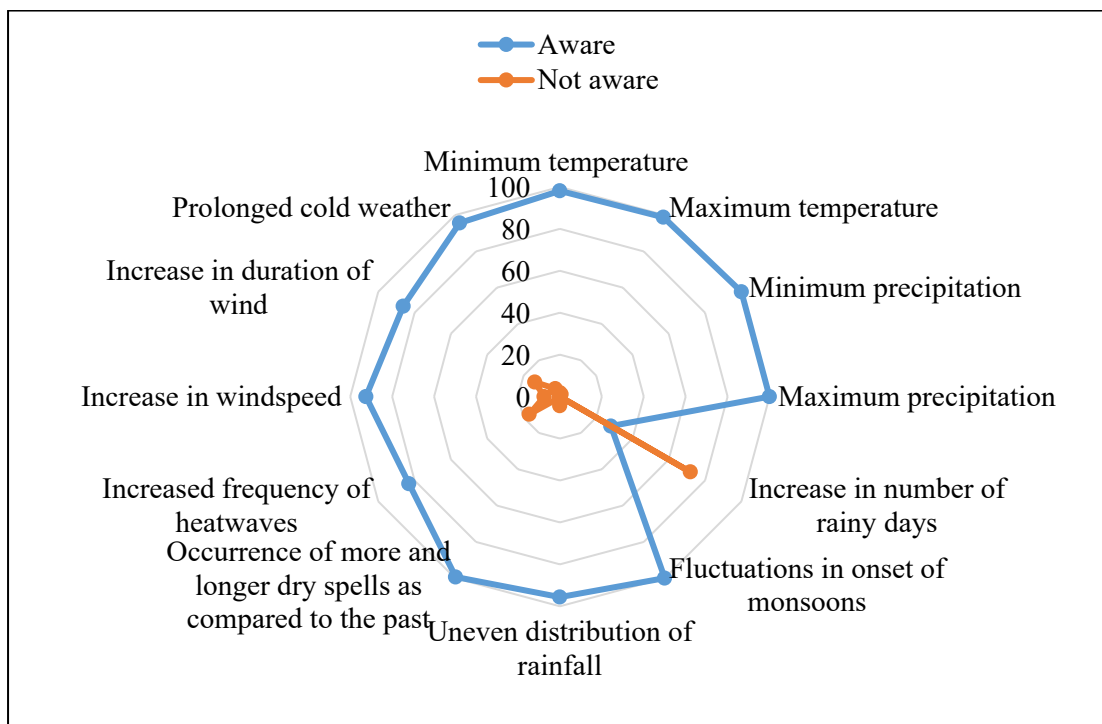 Aware
Not aware
Minimum temperature
100
80
60
40
20
0
Maximum temperature
Minimum precipitation
Maximum precipitation
Increase in number of
rainy days
Fluctuations in onset of
monsoons
Uneven distribution of
rainfall
Occurrence of more and
longer dry spells as
compared to the past
Increased frequency of
heatwaves
Increase in windspeed
Increase in duration of
wind
Prolonged cold weather